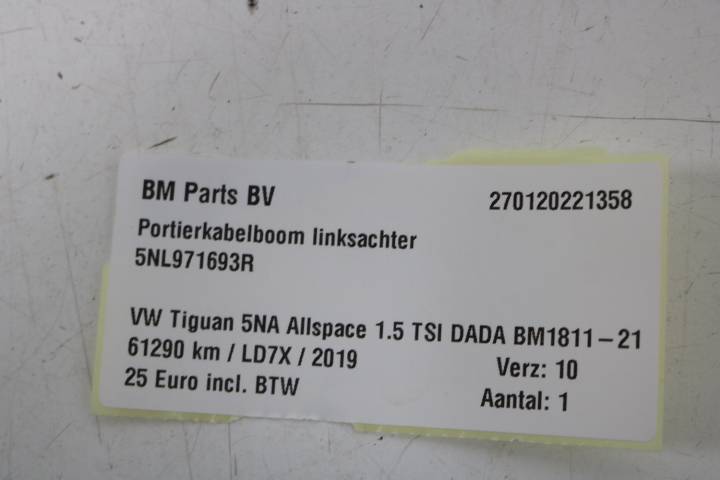 BM Parts BV 270120221358
Portierkabelboom linksachter
5NL971693R
VW Tiguan 5NA Allspace 1.5 TSI DADA BM1811-21
61290 km / LD7X / 2019 Verz: 10
25 Euro incl. BTW Aantal: 1